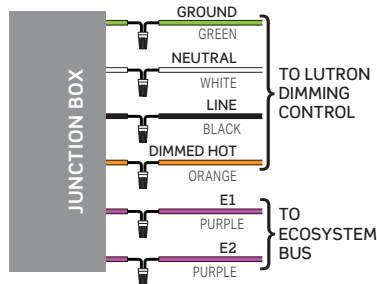 JUNCTION BOX
GROUND
GREEN
NEUTRAL
WHITE
LINE
BLACK
DIMMED HOT
ORANGE
TO LUTRON
DIMMING
CONTROL
E1
PURPLE
E2
PURPLE
TO
ECOSYSTEM
BUS